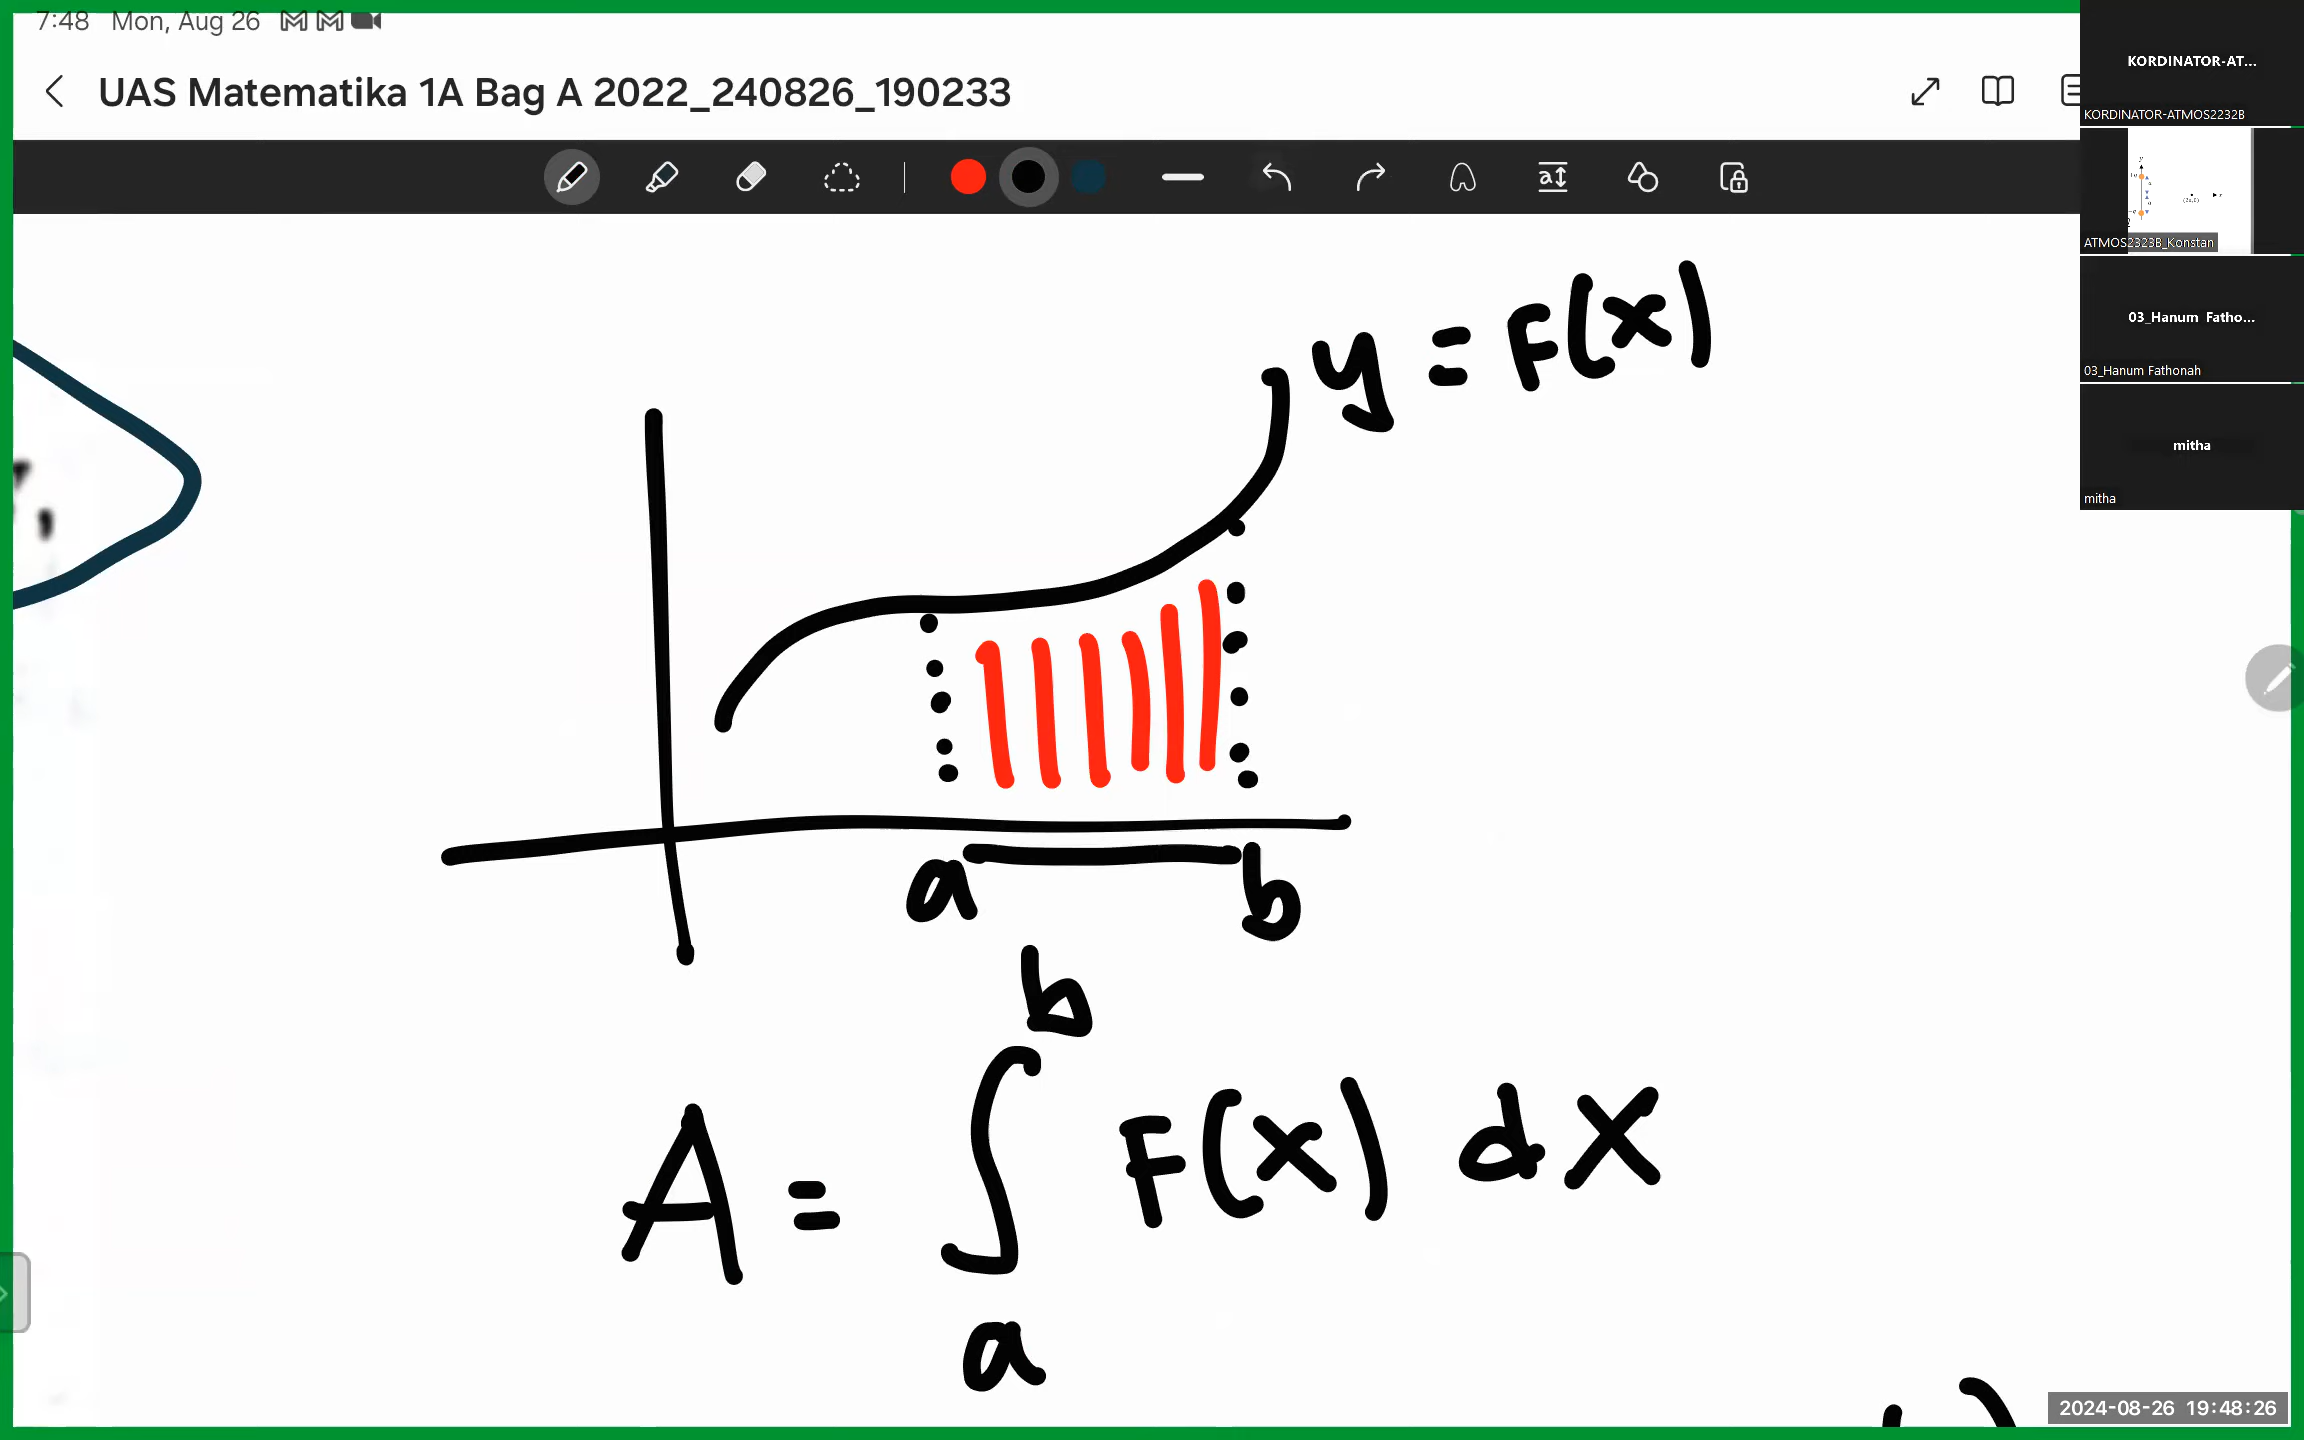 7:48 Mon, Aug 26
UAS Matematika 1A Bag A 2022_240826_190233
KORDINATOR-AT...
KORDINATOR-ATMOS2232B
ATMOS2323B_Konstan
03_Hanum Fatho...
03_Hanum Fathonah
mitha
mitha
y = F(x)
a b
A = ∫_a^b F(x) dx
2024-08-26 19:48:26